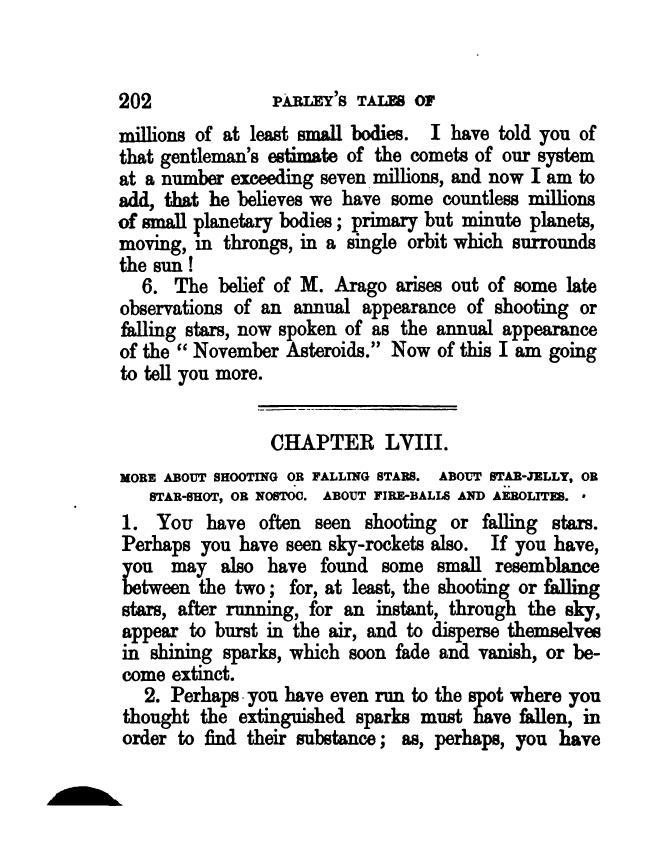 202 PARLEY'S TALES OF
millions of at least small bodies. I have told you of
that gentleman's estimate of the comets of our system
at a number exceeding seven millions, and now I am to
add, that he believes we have some countless millions
of small planetary bodies; primary but minute planets,
moving, in throngs, in a single orbit which surrounds
the sun!
6. The belief of M. Arago arises out of some late
observations of an annual appearance of shooting or
falling stars, now spoken of as the annual appearance
of the "November Asteroids." Now of this I am going
to tell you more.
CHAPTER LVIII.
MORE ABOUT SHOOTING OR FALLING STARS. ABOUT STAR-JELLY, OR
STAR-SHOT, OR NOSTOC. ABOUT FIRE-BALLS AND AËROLITES.
1. You have often seen shooting or falling stars.
Perhaps you have seen sky-rockets also. If you have,
you may also have found some small resemblance
between the two; for, at least, the shooting or falling
stars, after running, for an instant, through the sky,
appear to burst in the air, and to disperse themselves
in shining sparks, which soon fade and vanish, or be-
come extinct.
2. Perhaps you have even run to the spot where you
thought the extinguished sparks must have fallen, in
order to find their substance; as, perhaps, you have